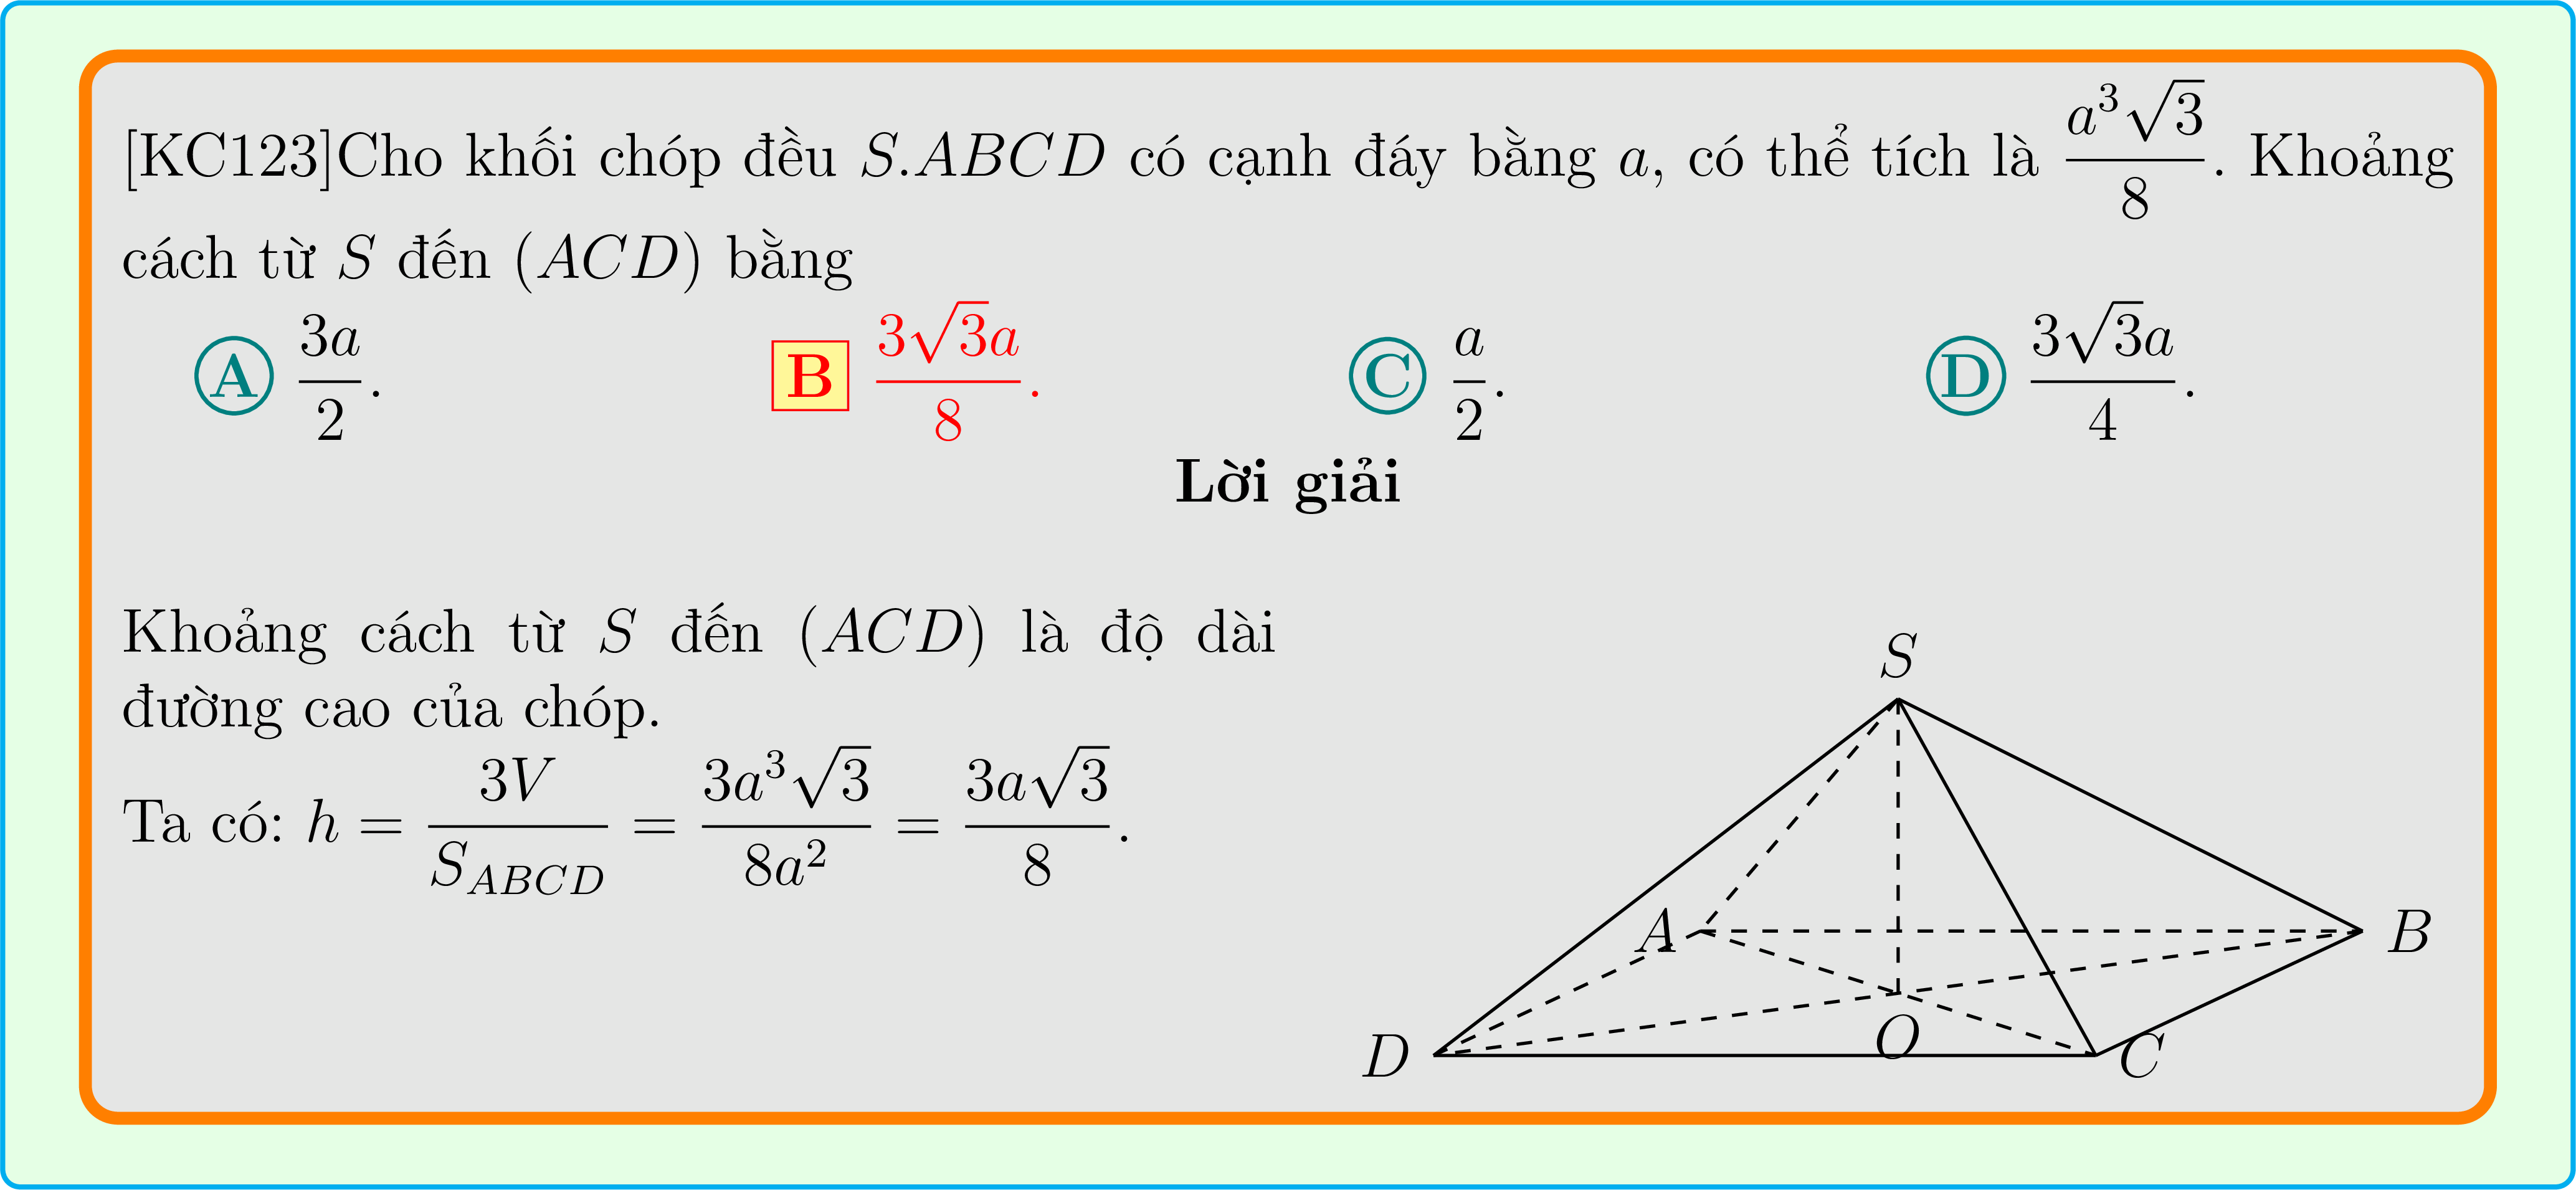 [KC123]Cho khối chóp đều S.ABCD có cạnh đáy bằng a, có thể tích là \frac{a^3\sqrt{3}}{8}. Khoảng
cách từ S đến (ACD) bằng
A \frac{3a}{2}. B \frac{3\sqrt{3}a}{8}. C \frac{a}{2}. D \frac{3\sqrt{3}a}{4}.
Lời giải
Khoảng cách từ S đến (ACD) là độ dài
đường cao của chóp.
Ta có: h = \frac{3V}{S_{ABCD}} = \frac{3a^3\sqrt{3}}{8a^2} = \frac{3a\sqrt{3}}{8}.
S
A
B
O
D
C